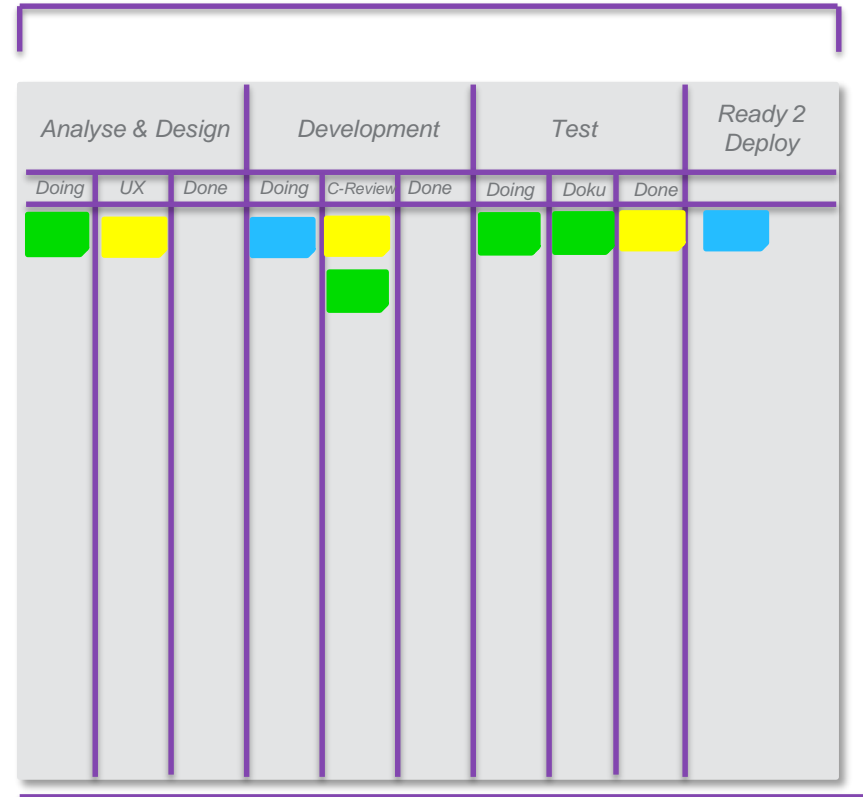 Analyse & Design
Development
Test
Ready 2
Deploy
Doing
UX
Done
Doing
C-Review
Done
Doing
Doku
Done